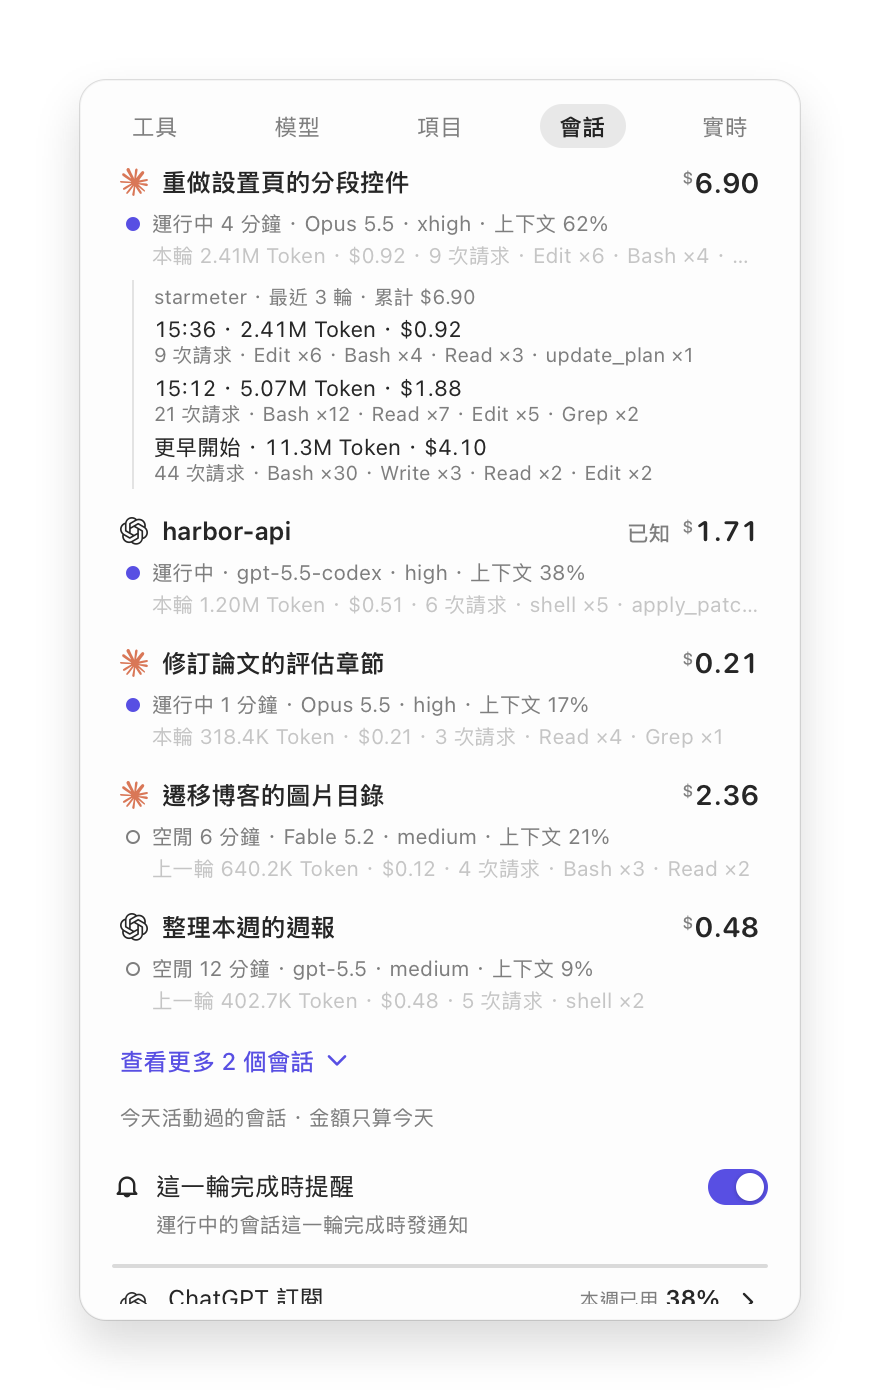 工具 模型 項目 會話 實時
重做設置頁的分段控件 $6.90
運行中 4 分鐘 · Opus 5.5 · xhigh · 上下文 62%
本輪 2.41M Token · $0.92 · 9 次請求 · Edit ×6 · Bash ×4 · ...
starmeter · 最近 3 輪 · 累計 $6.90
15:36 · 2.41M Token · $0.92
9 次請求 · Edit ×6 · Bash ×4 · Read ×3 · update_plan ×1
15:12 · 5.07M Token · $1.88
21 次請求 · Bash ×12 · Read ×7 · Edit ×5 · Grep ×2
更早開始 · 11.3M Token · $4.10
44 次請求 · Bash ×30 · Write ×3 · Read ×2 · Edit ×2
harbor-api 已知 $1.71
運行中 · gpt-5.5-codex · high · 上下文 38%
本輪 1.20M Token · $0.51 · 6 次請求 · shell ×5 · apply_patc...
修訂論文的評估章節 $0.21
運行中 1 分鐘 · Opus 5.5 · high · 上下文 17%
本輪 318.4K Token · $0.21 · 3 次請求 · Read ×4 · Grep ×1
遷移博客的圖片目錄 $2.36
空閒 6 分鐘 · Fable 5.2 · medium · 上下文 21%
上一輪 640.2K Token · $0.12 · 4 次請求 · Bash ×3 · Read ×2
整理本週的週報 $0.48
空閒 12 分鐘 · gpt-5.5 · medium · 上下文 9%
上一輪 402.7K Token · $0.48 · 5 次請求 · shell ×2
查看更多 2 個會話
今天活動過的會話 · 金額只算今天
這一輪完成時提醒
運行中的會話這一輪完成時發通知
ChatGPT 訂閱 本週已用 38%